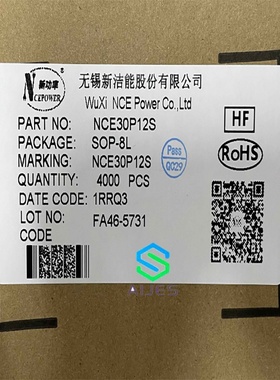 新功率
NCEPOWER
无锡新洁能股份有限公司
WuXi NCE Power Co.,Ltd
PART NO: NCE30P12S
HF
PACKAGE: SOP-8L
MARKING: NCE30P12S
Pass
QC29
RoHS
QUANTITY: 4000 PCS
DATE CODE: 1RRQ3
LOT NO: FA46-5731
CODE